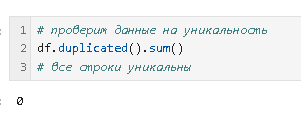 1 # проверим данные на уникальность
2 df.duplicated().sum()
3 # все строки уникальны
: 0